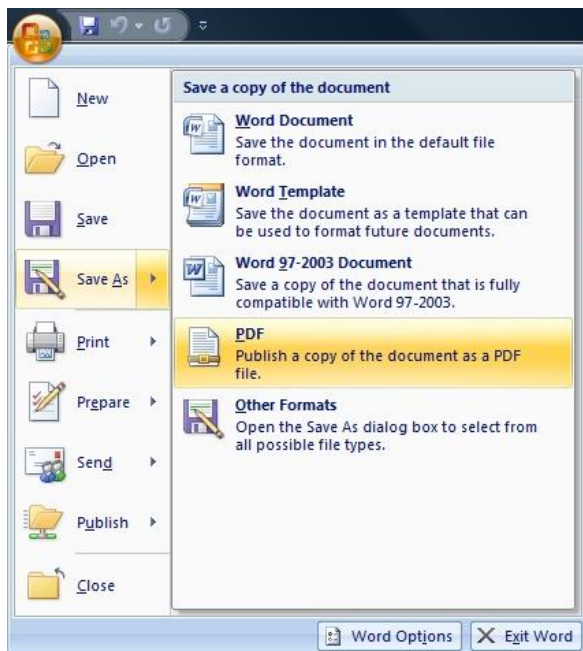 New
Open
Save
Save As
Print
Prepare
Send
Publish
Close
Save a copy of the document
Word Document
Save the document in the default file
format.
Word Template
Save the document as a template that can
be used to format future documents.
Word 97-2003 Document
Save a copy of the document that is fully
compatible with Word 97-2003.
PDF
Publish a copy of the document as a PDF
file.
Other Formats
Open the Save As dialog box to select from
all possible file types.
Word Options
Exit Word